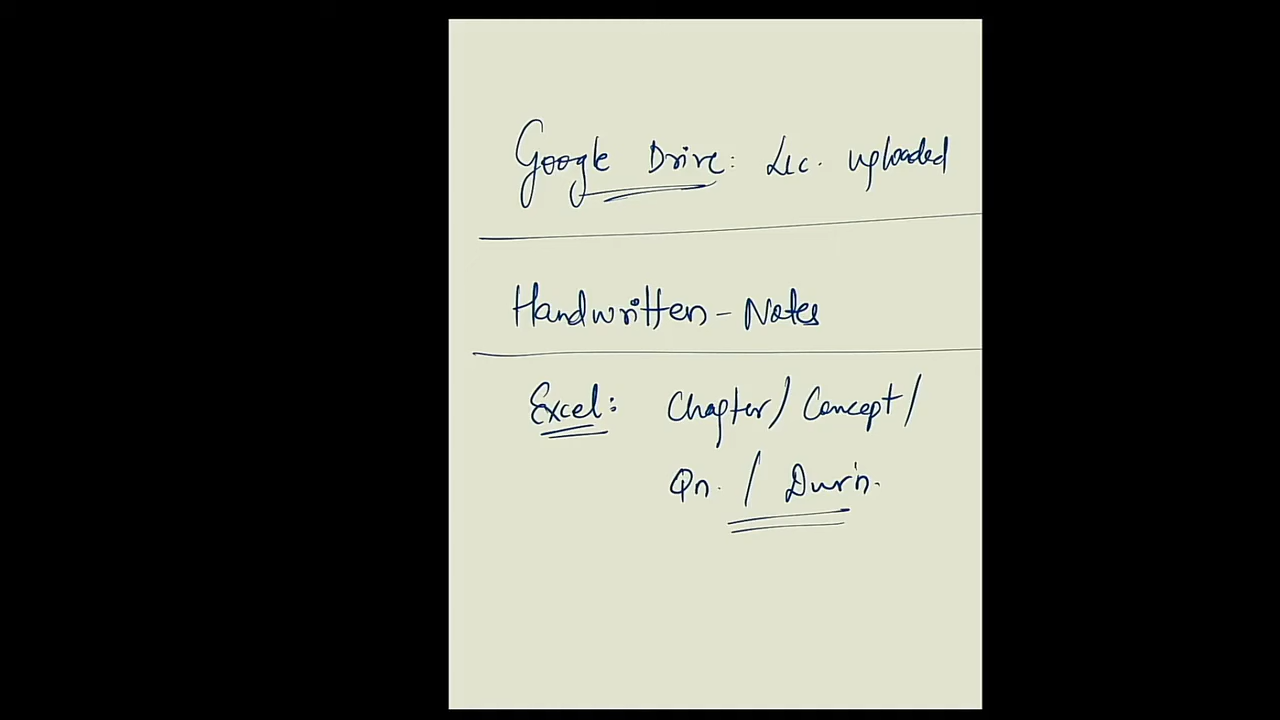 Google Drive: Lec. uploaded
Handwritten - Notes
Excel: Chapter/ Concept/
Qn. / Durn.